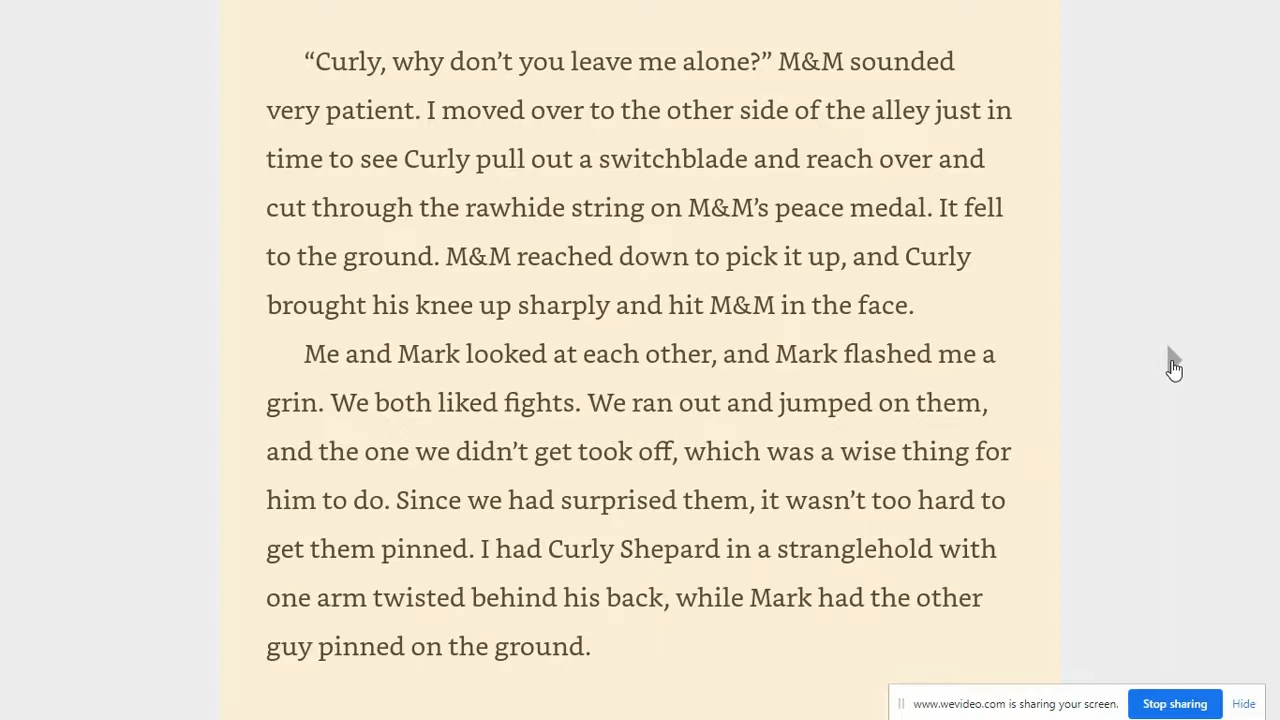 “Curly, why don’t you leave me alone?” M&M sounded
very patient. I moved over to the other side of the alley just in
time to see Curly pull out a switchblade and reach over and
cut through the rawhide string on M&M’s peace medal. It fell
to the ground. M&M reached down to pick it up, and Curly
brought his knee up sharply and hit M&M in the face.
Me and Mark looked at each other, and Mark flashed me a
grin. We both liked fights. We ran out and jumped on them,
and the one we didn’t get took off, which was a wise thing for
him to do. Since we had surprised them, it wasn’t too hard to
get them pinned. I had Curly Shepard in a stranglehold with
one arm twisted behind his back, while Mark had the other
guy pinned on the ground.
www.wevideo.com is sharing your screen. Stop sharing Hide